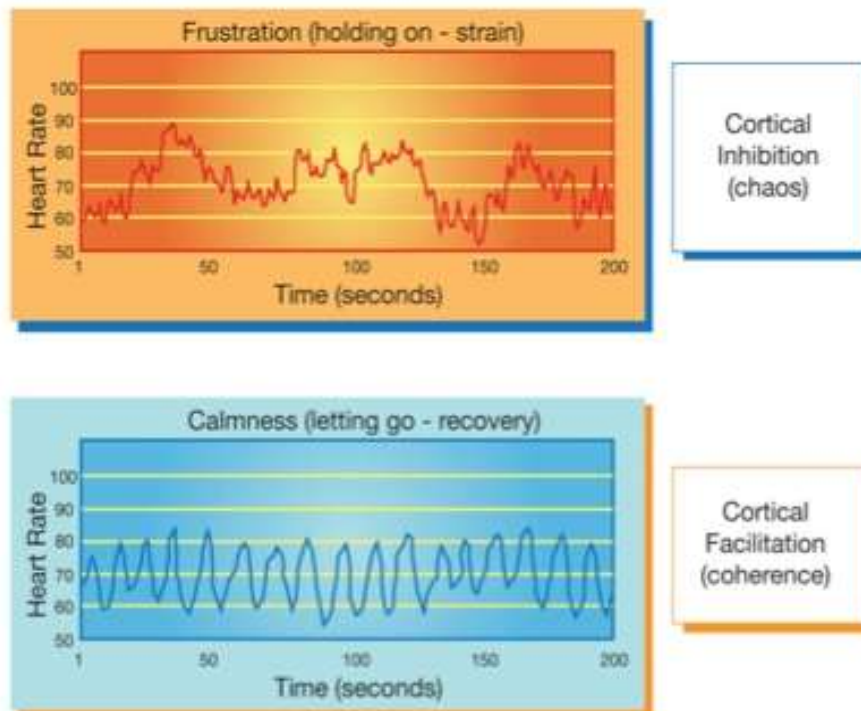 Frustration (holding on - strain)
Heart Rate
100
90
80
70
60
50
1
50
100
150
200
Time (seconds)
Cortical
Inhibition
(chaos)
Calmness (letting go - recovery)
Heart Rate
100
90
80
70
60
50
1
50
100
150
200
Time (seconds)
Cortical
Facilitation
(coherence)